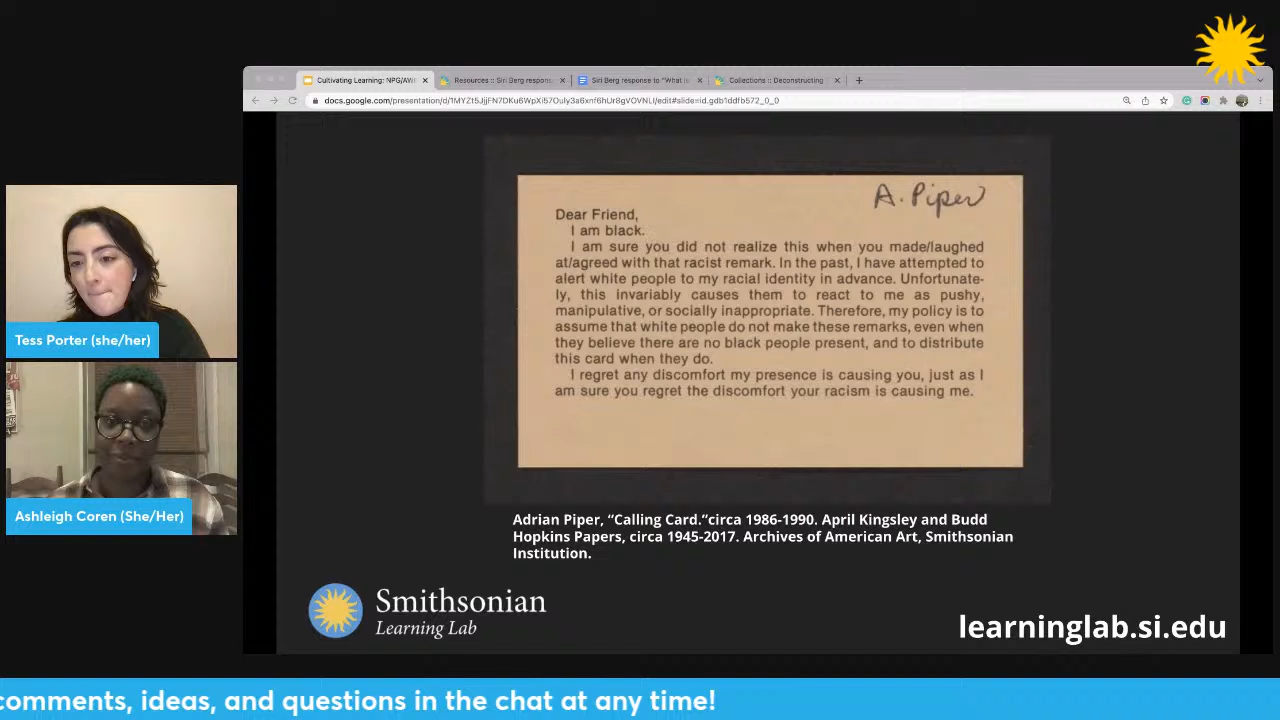 Cultivating Learning: NPG/AW
Resources :: Siri Berg respon
Siri Berg response to "What is
Collections :: Deconstructing
A. Piper
Dear Friend,
I am black.
I am sure you did not realize this when you made/laughed
at/agreed with that racist remark. In the past, I have attempted to
alert white people to my racial identity in advance. Unfortunate-
ly, this invariably causes them to react to me as pushy,
manipulative, or socially inappropriate. Therefore, my policy is to
assume that white people do not make these remarks, even when
they believe there are no black people present, and to distribute
this card when they do.
I regret any discomfort my presence is causing you, just as I
am sure you regret the discomfort your racism is causing me.
Adrian Piper, “Calling Card.”circa 1986-1990. April Kingsley and Budd
Hopkins Papers, circa 1945-2017. Archives of American Art, Smithsonian
Institution.
Smithsonian
Learning Lab
learninglab.si.edu
Tess Porter (she/her)
Ashleigh Coren (She/Her)
comments, ideas, and questions in the chat at any time!